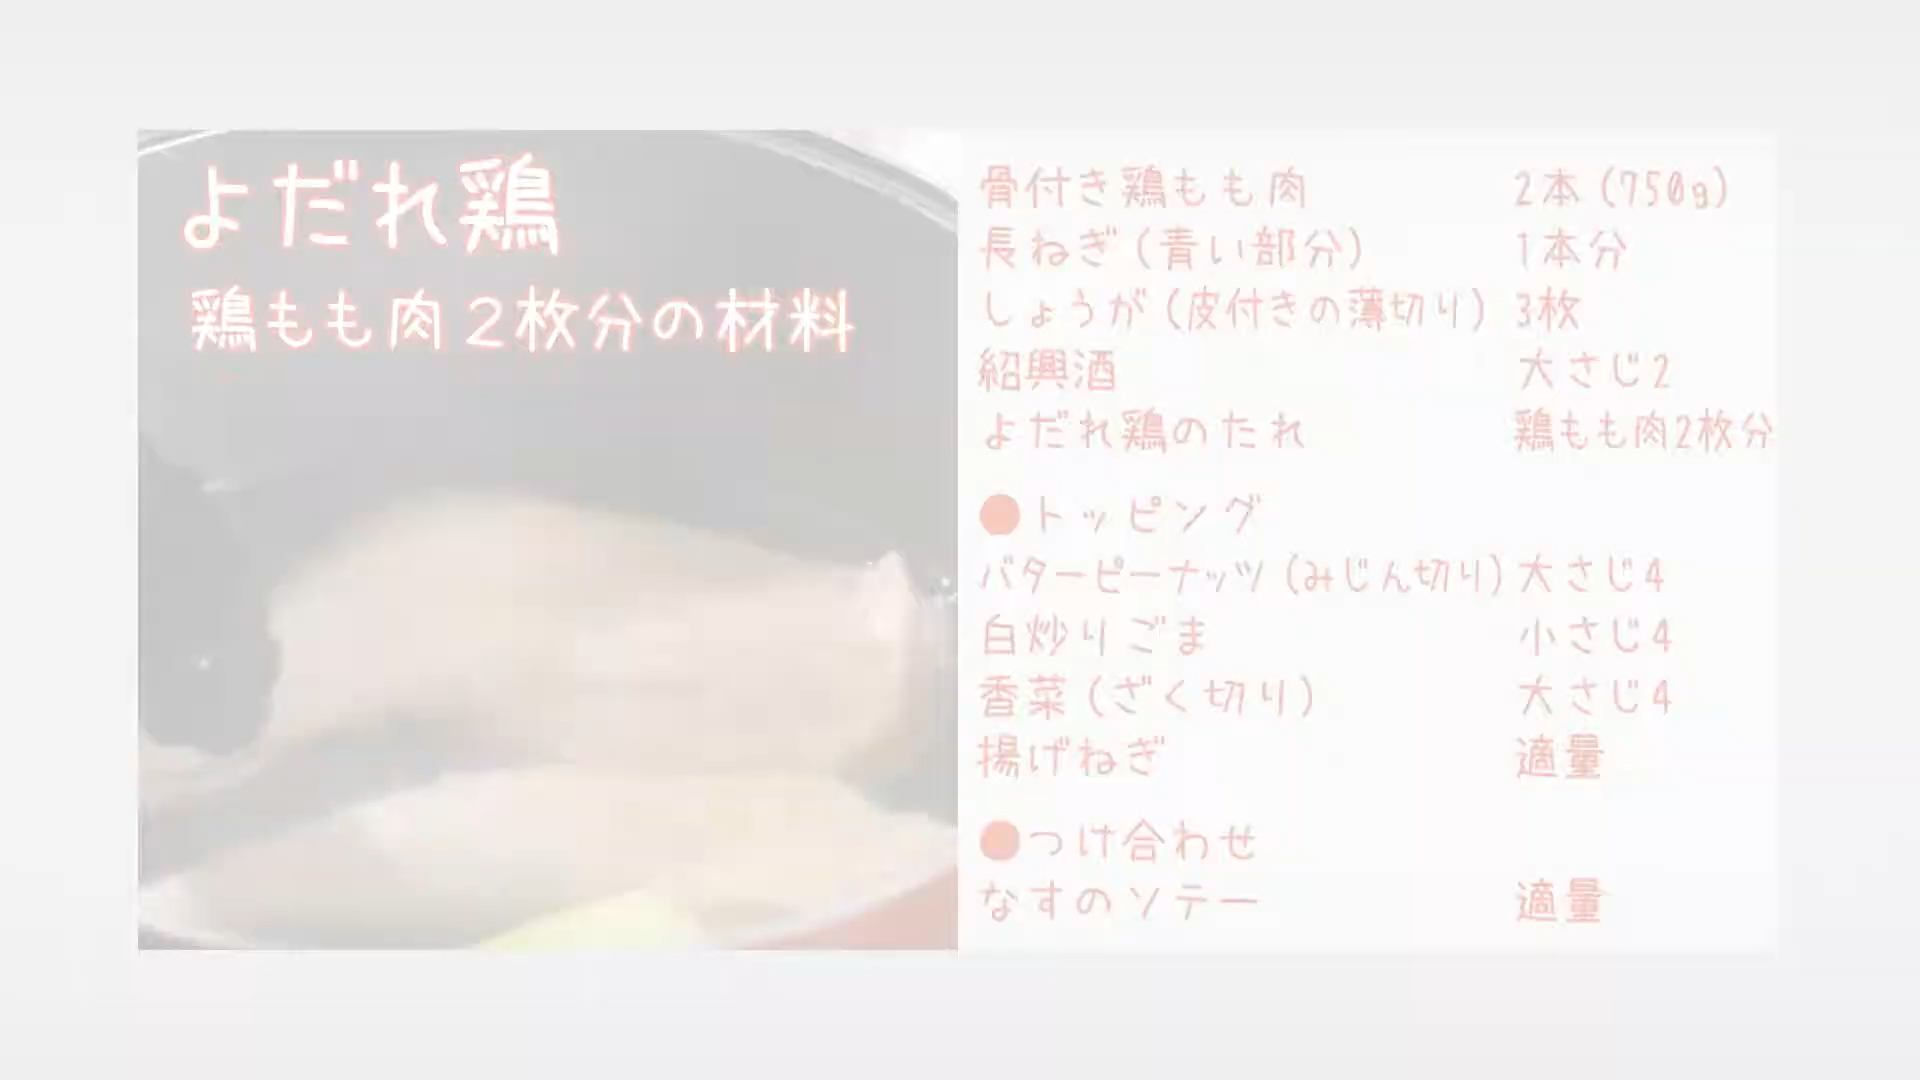 よだれ鶏
鶏もも肉2枚分の材料
骨付き鶏もも肉 2本(750g)
長ねぎ(青い部分) 1本分
しょうが(皮付きの薄切り) 3枚
紹興酒 大さじ2
よだれ鶏のたれ 鶏もも肉2枚分
●トッピング
バターピーナッツ(みじん切り) 大さじ4
白炒りごま 小さじ4
香菜(ざく切り) 大さじ4
揚げねぎ 適量
●つけ合わせ
なすのソテー 適量